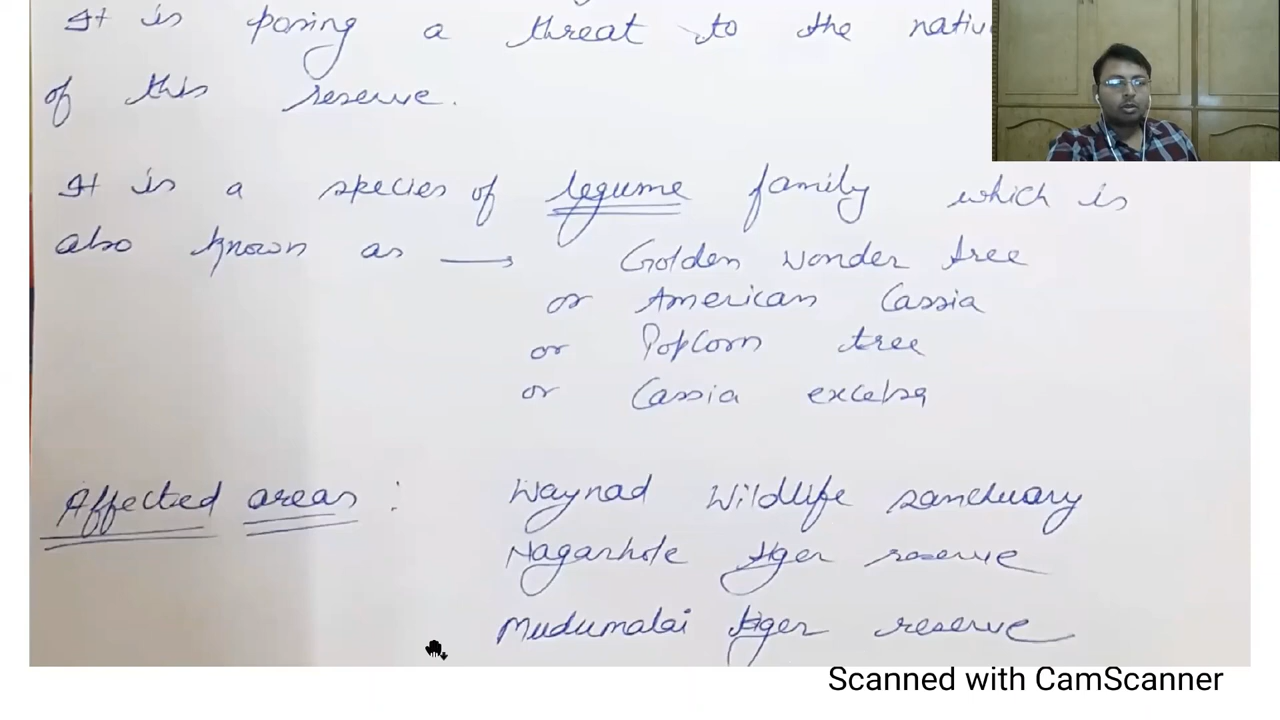 It is posing a threat to the nativ
of this reserve.
It is a species of legume family which is
also known as → Golden wonder tree
or American Cassia
or Popcorn tree
or Cassia excelsa
Affected areas : Waynad Wildlife sanctuary
Nagarhole tiger reserve
Mudumalai tiger reserve
Scanned with CamScanner